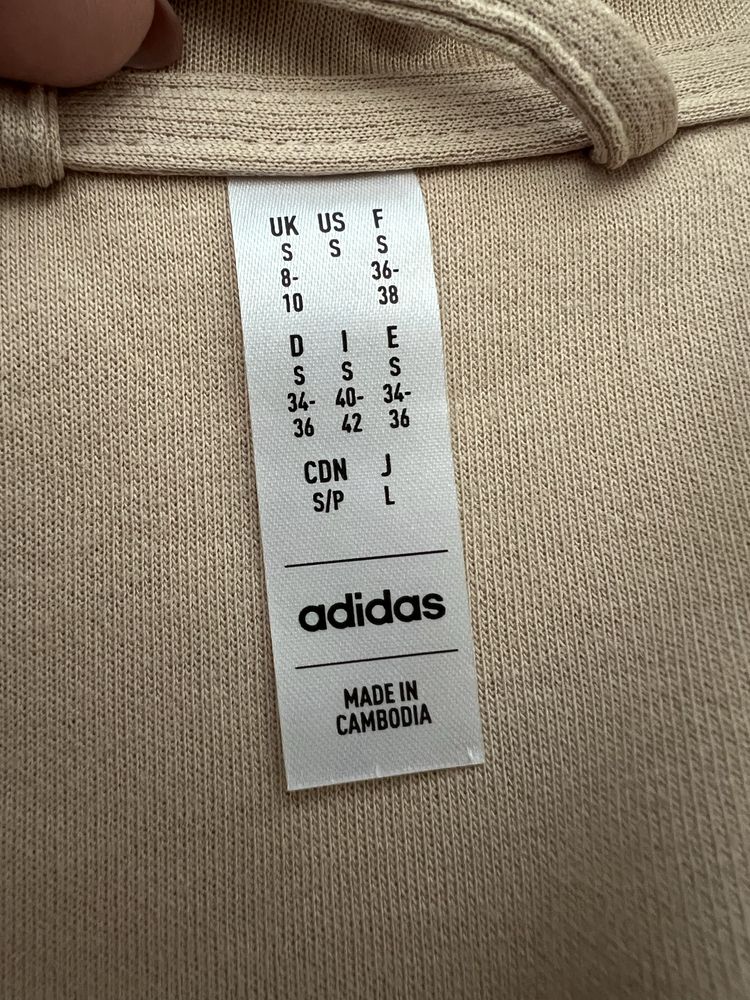 UK US F
S S S
8- 36-
10 38
D I E
S S S
34- 40- 34-
36 42 36
CDN J
S/P L
adidas
MADE IN
CAMBODIA